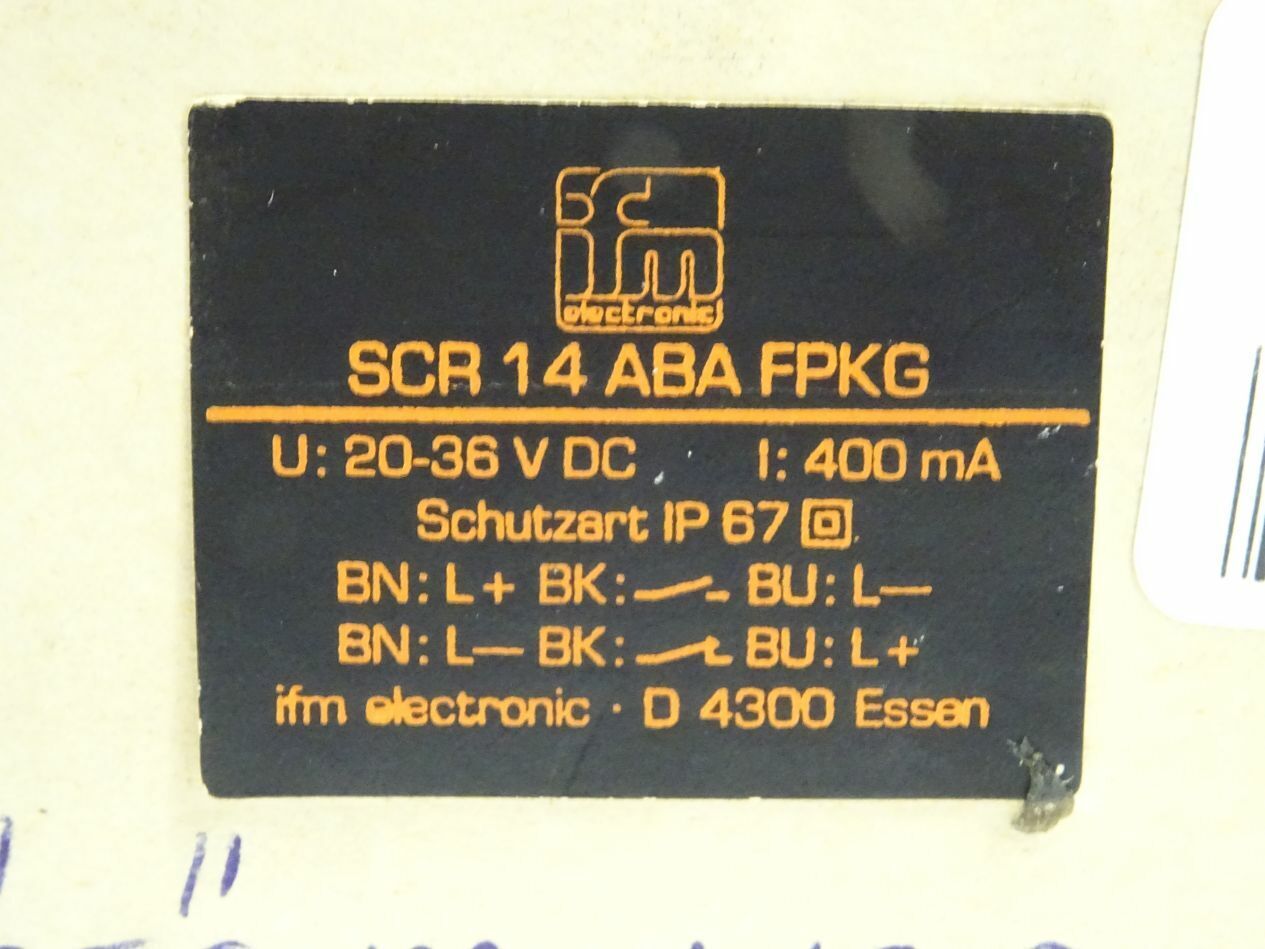 ifm
electronic
SCR 14 ABA FPKG
U: 20-36 V DC I: 400 mA
Schutzart IP 67
BN: L+ BK: BU: L—
BN: L— BK: BU: L+
ifm electronic · D 4300 Essen